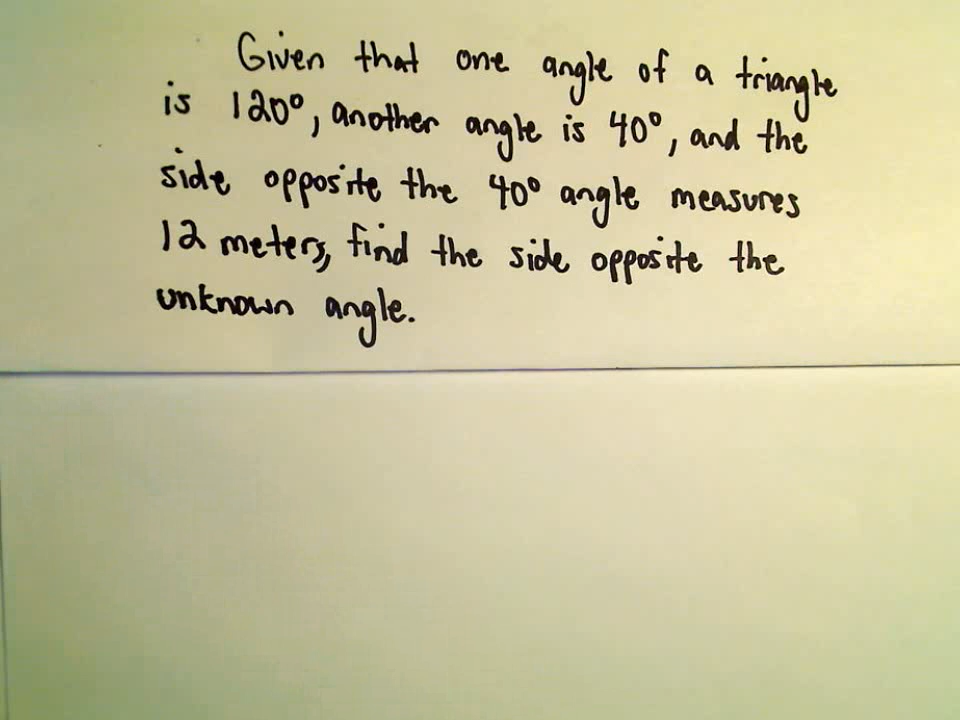 Given that one angle of a triangle
is 120°, another angle is 40°, and the
side opposite the 40° angle measures
12 meters, find the side opposite the
unknown angle.